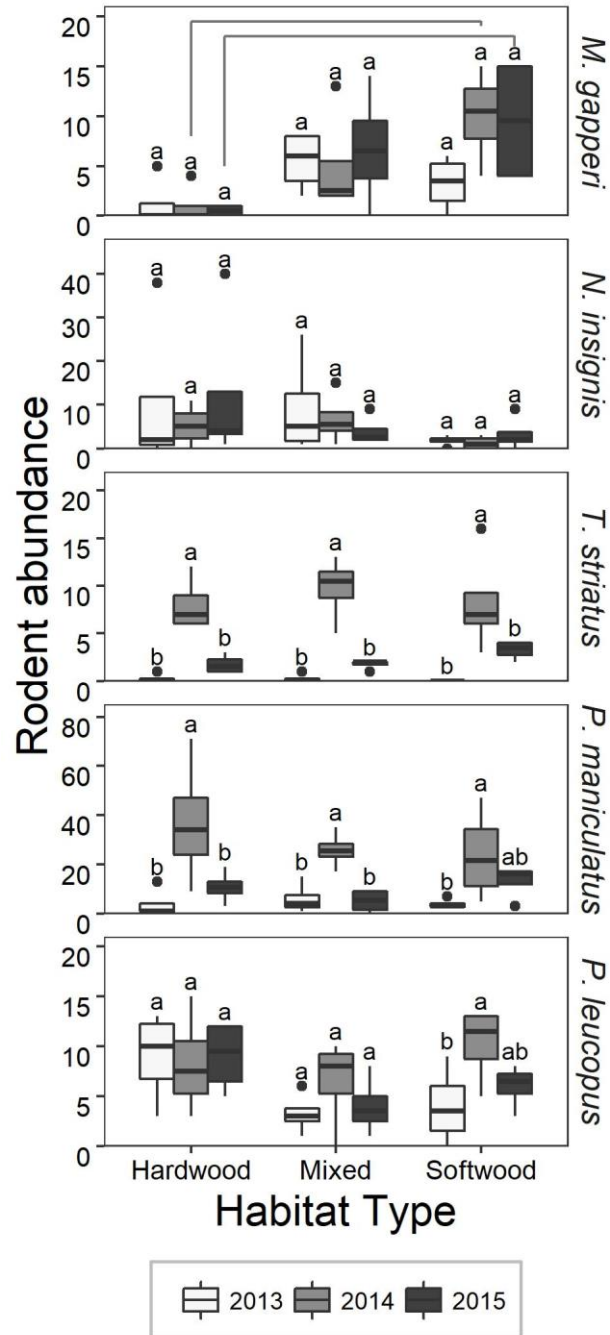 Rodent abundance
20
a a
15
a a
10
a a
a a
5
a
0
M. gapperi
40
a a
30
a
20
a
10
a a a a a
0
N. insignis
20
a
15
a a
10
5
b b b b b
0
T. striatus
80
a
60
a
40
a
20
b b b b b ab
0
P. maniculatus
20
a
15
a a a
10
a a b ab
5
a
0
P. leucopus
Hardwood Mixed Softwood
Habitat Type
2013 2014 2015